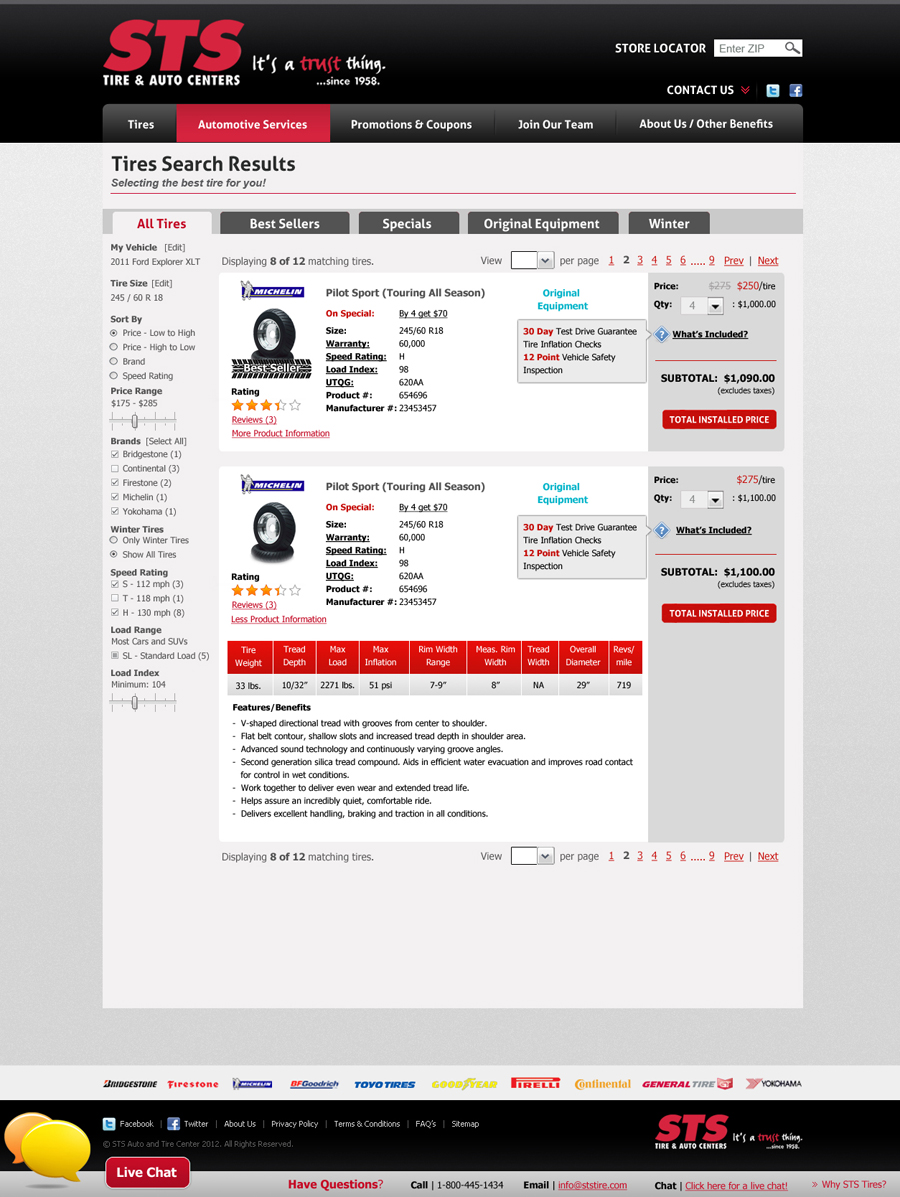 STS
TIRE & AUTO CENTERS
It's a trust thing.
...since 1958.
STORE LOCATOR
Enter ZIP
CONTACT US
Tires
Automotive Services
Promotions & Coupons
Join Our Team
About Us / Other Benefits
Tires Search Results
Selecting the best tire for you!
All Tires
Best Sellers
Specials
Original Equipment
Winter
My Vehicle [Edit]
2011 Ford Explorer XLT
Tire Size [Edit]
245 / 60 R 18
Sort By
Price - Low to High
Price - High to Low
Brand
Speed Rating
Price Range
$175 - $285
Brands [Select All]
Bridgestone (1)
Continental (3)
Firestone (2)
Michelin (1)
Yokohama (1)
Winter Tires
Only Winter Tires
Show All Tires
Speed Rating
S - 112 mph (3)
T - 118 mph (1)
H - 130 mph (8)
Load Range
Most Cars and SUVs
SL - Standard Load (5)
Load Index
Minimum: 104
Displaying 8 of 12 matching tires.
View per page 1 2 3 4 5 6 ..... 9 Prev | Next
MICHELIN
Best Seller
Rating
Reviews (3)
More Product Information
Pilot Sport (Touring All Season)
On Special: By 4 get $70
Size: 245/60 R18
Warranty: 60,000
Speed Rating: H
Load Index: 98
UTQG: 620AA
Product #: 654696
Manufacturer #: 23453457
Original
Equipment
30 Day Test Drive Guarantee
Tire Inflation Checks
12 Point Vehicle Safety
Inspection
Price: $275 $250/tire
Qty: 4 : $1,000.00
? What's Included?
SUBTOTAL: $1,090.00
(excludes taxes)
TOTAL INSTALLED PRICE
MICHELIN
Rating
Reviews (3)
Less Product Information
Pilot Sport (Touring All Season)
On Special: By 4 get $70
Size: 245/60 R18
Warranty: 60,000
Speed Rating: H
Load Index: 98
UTQG: 620AA
Product #: 654696
Manufacturer #: 23453457
Original
Equipment
30 Day Test Drive Guarantee
Tire Inflation Checks
12 Point Vehicle Safety
Inspection
Price: $275/tire
Qty: 4 : $1,100.00
? What's Included?
SUBTOTAL: $1,100.00
(excludes taxes)
TOTAL INSTALLED PRICE
Tire Tread Max Max Rim Width Meas. Rim Tread Overall Revs/
Weight Depth Load Inflation Range Width Width Diameter mile
33 lbs. 10/32" 2271 lbs. 51 psi 7-9" 8" NA 29" 719
Features/Benefits
- V-shaped directional tread with grooves from center to shoulder.
- Flat belt contour, shallow slots and increased tread depth in shoulder area.
- Advanced sound technology and continuously varying groove angles.
- Second generation silica tread compound. Aids in efficient water evacuation and improves road contact
for control in wet conditions.
- Work together to deliver even wear and extended tread life.
- Helps assure an incredibly quiet, comfortable ride.
- Delivers excellent handling, braking and traction in all conditions.
Displaying 8 of 12 matching tires.
View per page 1 2 3 4 5 6 ..... 9 Prev | Next
BRIDGESTONE Firestone MICHELIN BFGoodrich TOYO TIRES GOODYEAR PIRELLI Continental GENERAL TIRE YOKOHAMA
Facebook | Twitter | About Us | Privacy Policy | Terms & Conditions | FAQ's | Sitemap
© STS Auto and Tire Center 2012. All Rights Reserved.
STS
TIRE & AUTO CENTERS
It's a trust thing.
...since 1958.
Live Chat
Have Questions? Call | 1-800-445-1434 Email | info@ststire.com Chat | Click here for a live chat! » Why STS Tires?